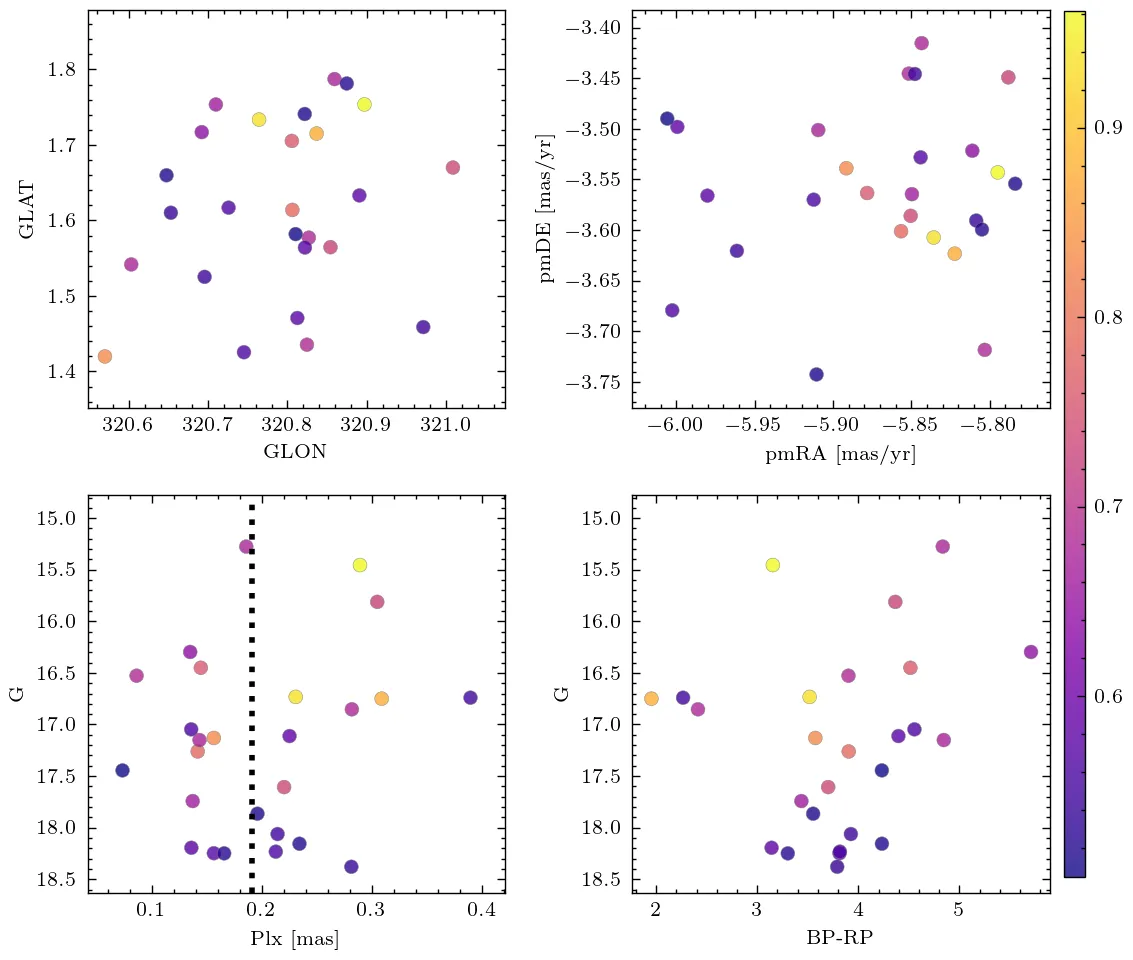 1.8
1.7
1.6
1.5
1.4
GLAT
320.6 320.7 320.8 320.9 321.0
GLON
−3.40
−3.45
−3.50
−3.55
−3.60
−3.65
−3.70
−3.75
pmDE [mas/yr]
−6.00 −5.95 −5.90 −5.85 −5.80
pmRA [mas/yr]
0.9
0.8
0.7
0.6
15.0
15.5
16.0
16.5
17.0
17.5
18.0
18.5
G
0.1 0.2 0.3 0.4
Plx [mas]
15.0
15.5
16.0
16.5
17.0
17.5
18.0
18.5
G
2 3 4 5
BP-RP